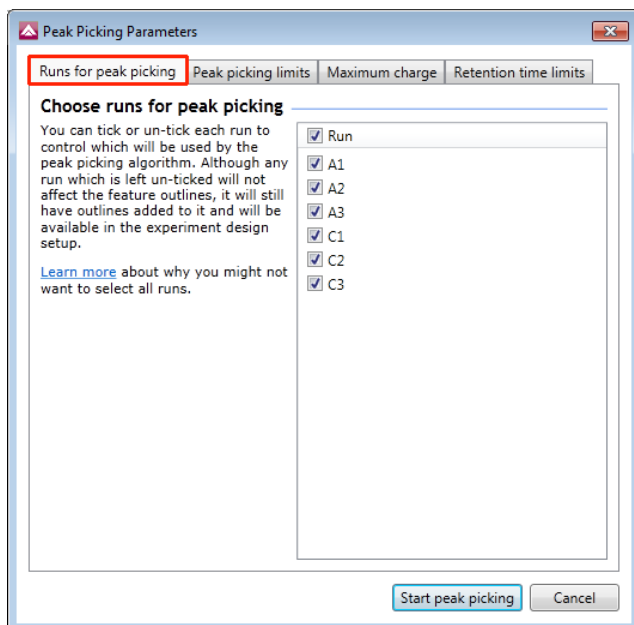 Peak Picking Parameters
Runs for peak picking
Peak picking limits
Maximum charge
Retention time limits
Choose runs for peak picking
You can tick or un-tick each run to
control which will be used by the
peak picking algorithm. Although any
run which is left un-ticked will not
affect the feature outlines, it will still
have outlines added to it and will be
available in the experiment design
setup.
Learn more about why you might not
want to select all runs.
Run
A1
A2
A3
C1
C2
C3
Start peak picking
Cancel